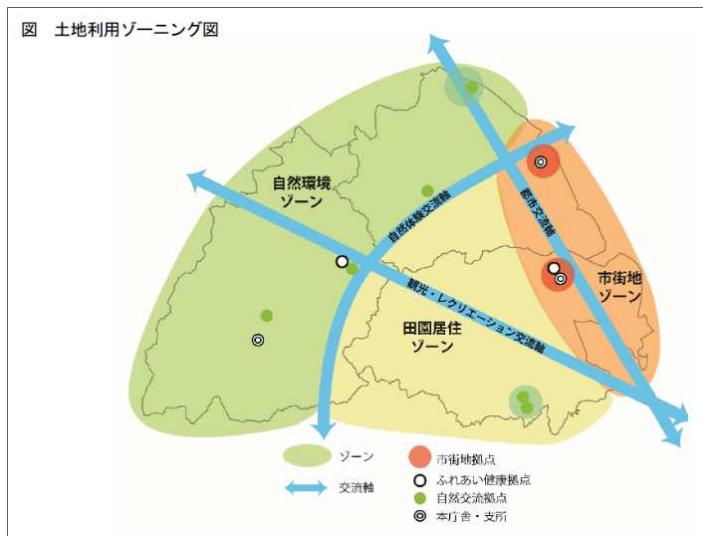 図　土地利用ゾーニング図
自然環境
ゾーン
自然体験交流軸
都市交流軸
市街地
ゾーン
観光・レクリエーション交流軸
田園居住
ゾーン
ゾーン
交流軸
市街地拠点
ふれあい健康拠点
自然交流拠点
本庁舎・支所